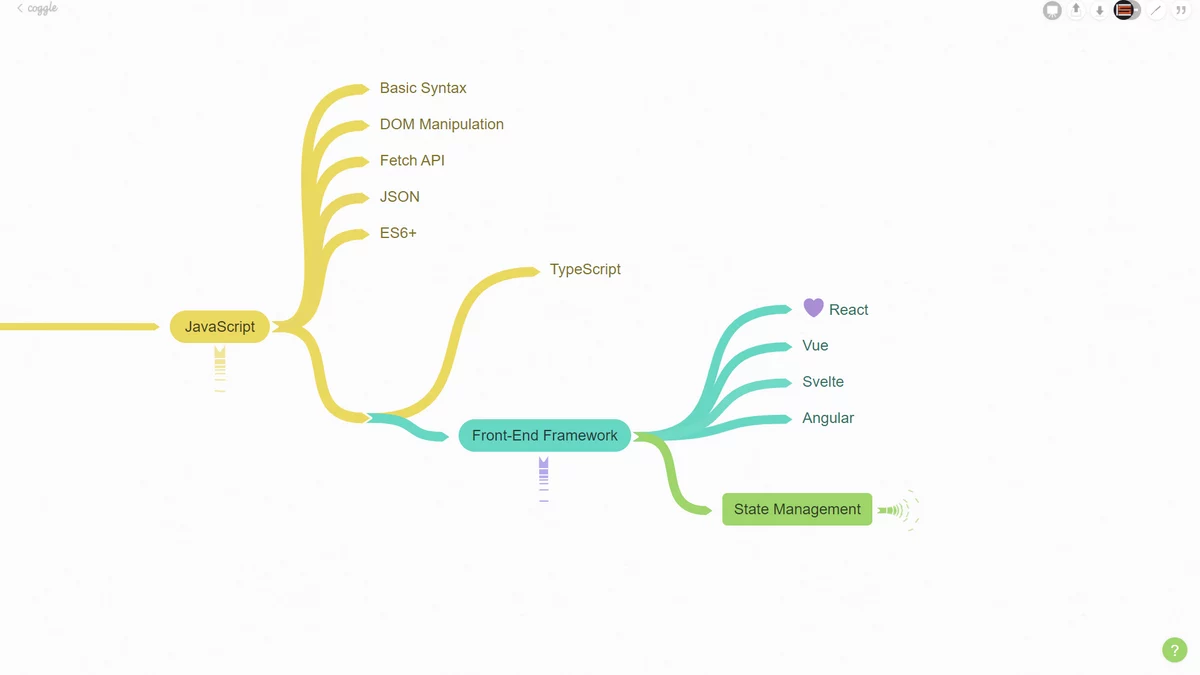 coggle
Basic Syntax
DOM Manipulation
Fetch API
JSON
ES6+
TypeScript
JavaScript
React
Vue
Svelte
Angular
Front-End Framework
State Management
?